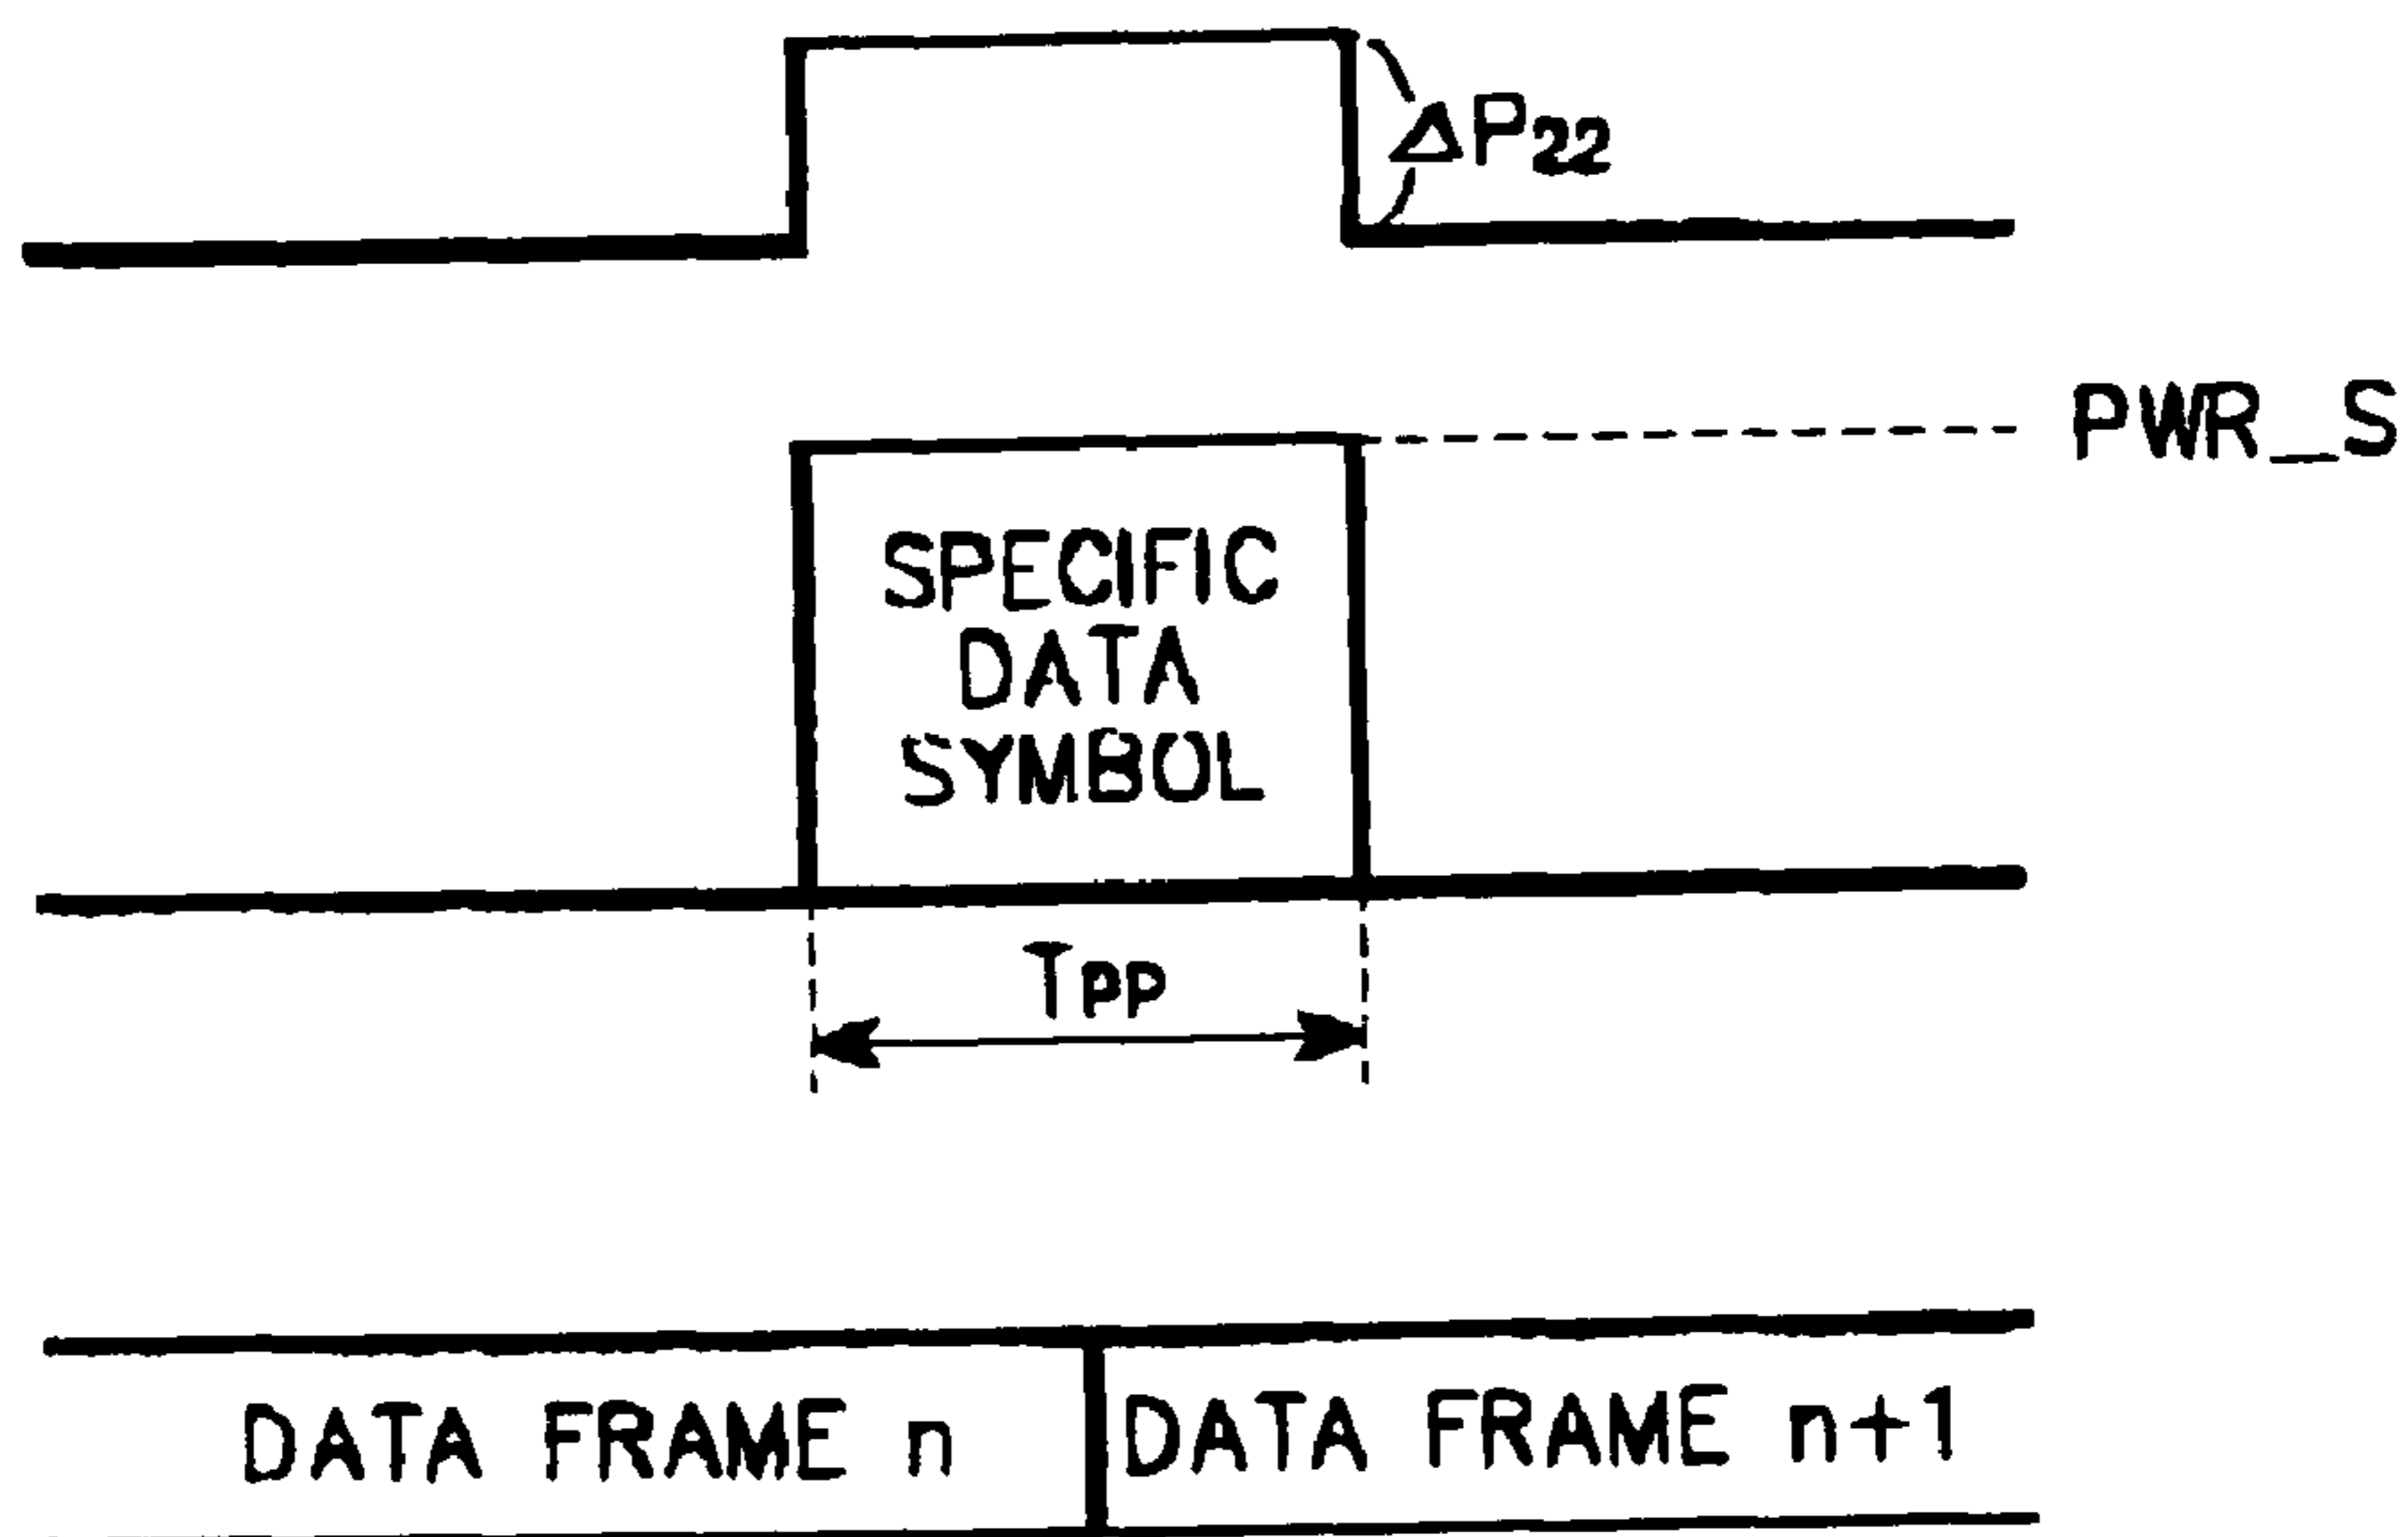 ΔP22
PWR_S
SPECIFIC
DATA
SYMBOL
TPP
DATA FRAME n DATA FRAME n+1